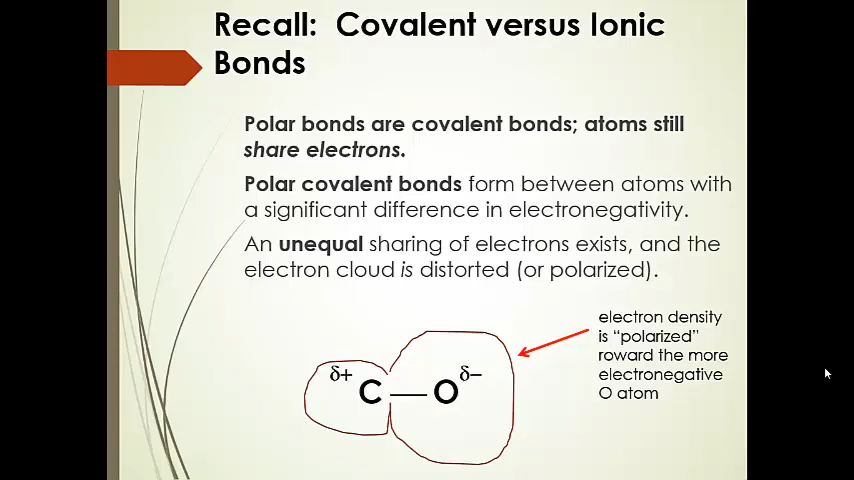 Recall:  Covalent versus Ionic
Bonds
Polar bonds are covalent bonds; atoms still
share electrons.
Polar covalent bonds form between atoms with
a significant difference in electronegativity.
An unequal sharing of electrons exists, and the
electron cloud is distorted (or polarized).
electron density
is “polarized”
roward the more
electronegative
O atom
δ+ δ−
C — O